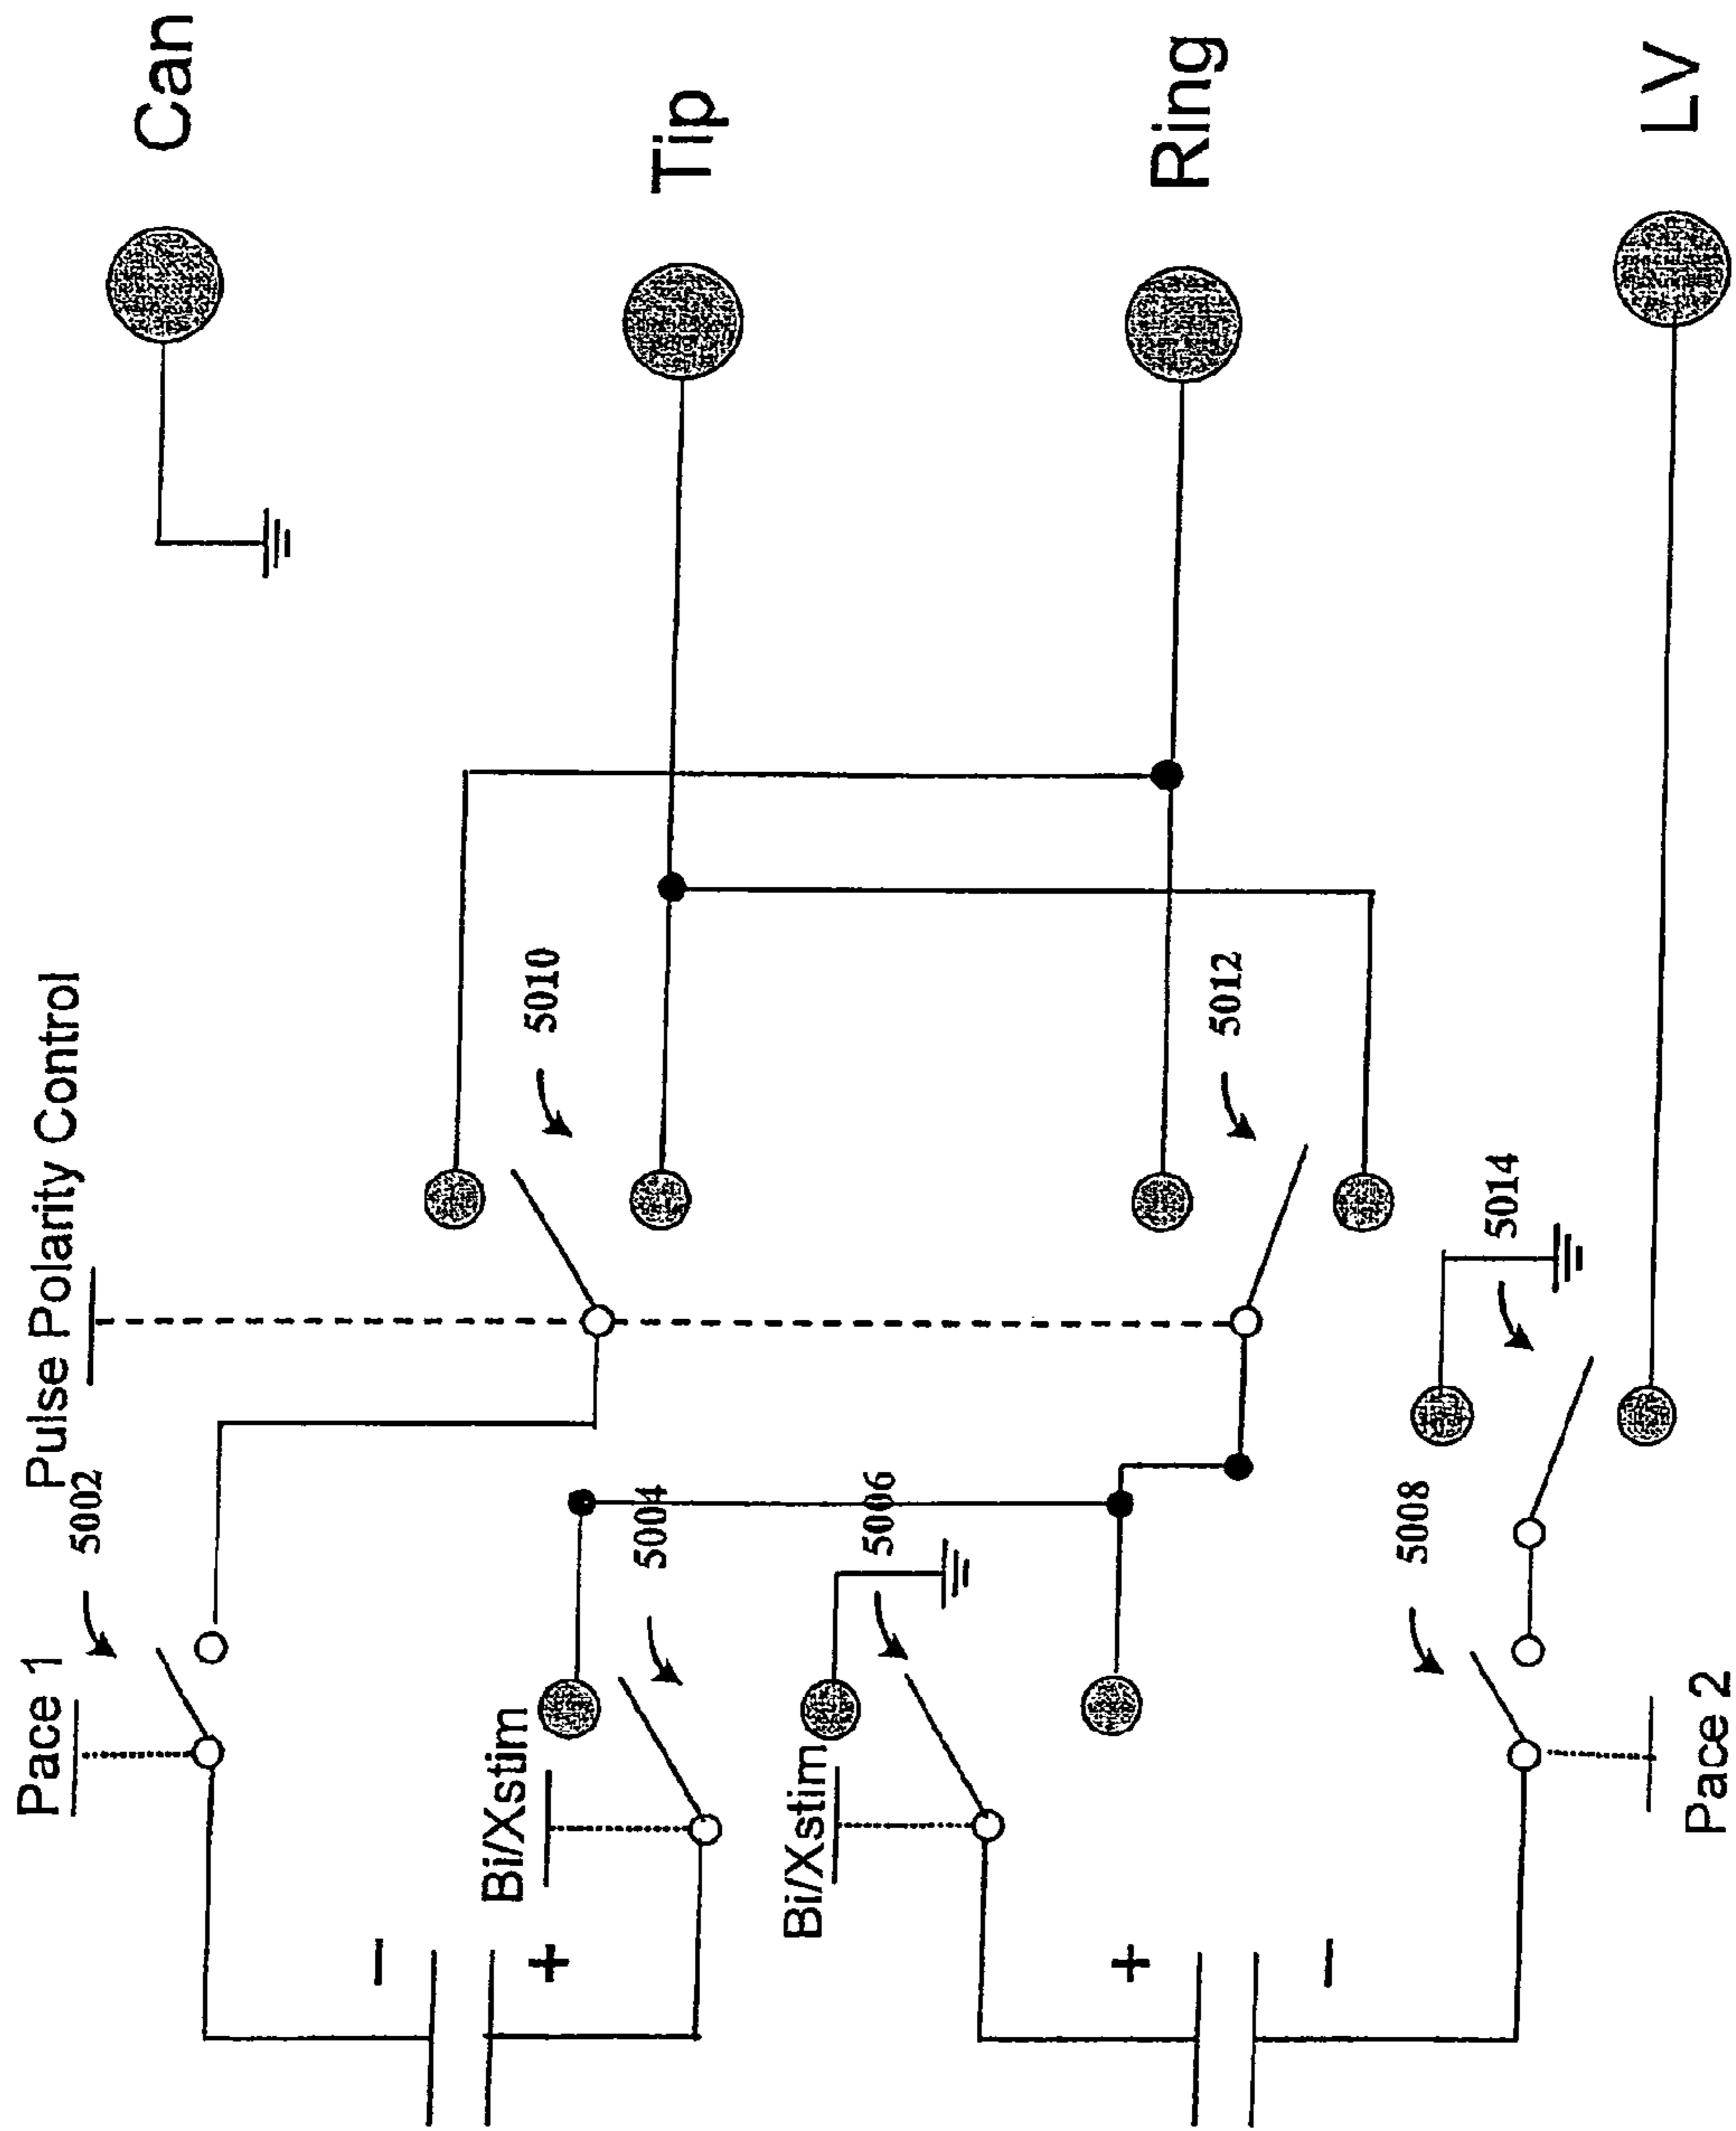 Pace 1
5002
Pulse Polarity Control
Can
Bi/Xstim
5004
5010
Tip
−
+
Bi/Xstim
5006
5012
Ring
+
−
5008
5014
LV
Pace 2